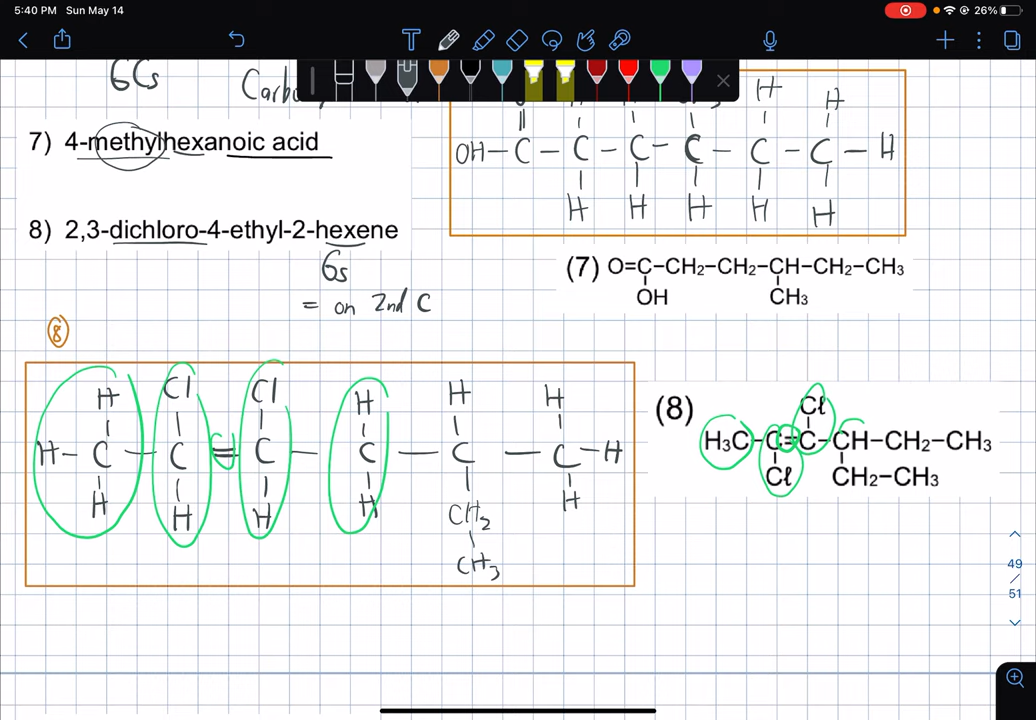 5:40 PM Sun May 14
26%
6Cs
7) 4-methylhexanoic acid
OH–C–C–C–C–C–C–H
H H H H H
8) 2,3-dichloro-4-ethyl-2-hexene
6s
= on 2nd C
(7) O=C–CH2–CH2–CH–CH2–CH3
OH CH3
⑧
H Cl Cl H H H
H–C–C=C–C–C–C–H
H H H H CH2 H
CH3
(8) Cl
H3C–C=C–CH–CH2–CH3
Cl CH2–CH3
49
/
51